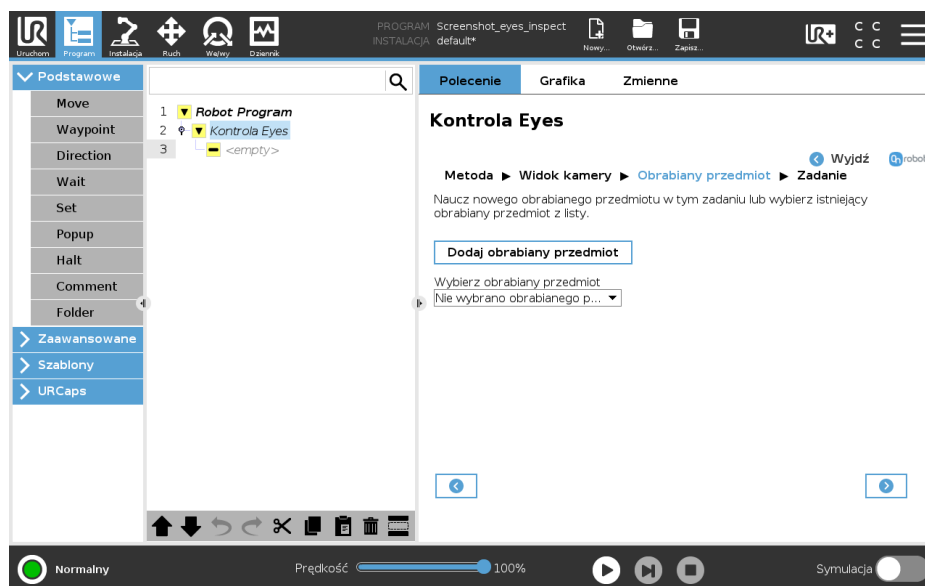 PROGRAM Screenshot_eyes_inspect
INSTALACJA default*
Uruchom Program Instalacja Ruch We/wy Dziennik
Nowy... Otwórz... Zapisz...
UR+
C C
C C
Podstawowe
Move
Waypoint
Direction
Wait
Set
Popup
Halt
Comment
Folder
Zaawansowane
Szablony
URCaps
1 Robot Program
2 Kontrola Eyes
3 <empty>
Polecenie Grafika Zmienne
Kontrola Eyes
Wyjdź
On robot
Metoda ▶ Widok kamery ▶ Obrabiany przedmiot ▶ Zadanie
Naucz nowego obrabianego przedmiotu w tym zadaniu lub wybierz istniejący
obrabiany przedmiot z listy.
Dodaj obrabiany przedmiot
Wybierz obrabiany przedmiot
Nie wybrano obrabianego p...
Normalny
Prędkość 100%
Symulacja